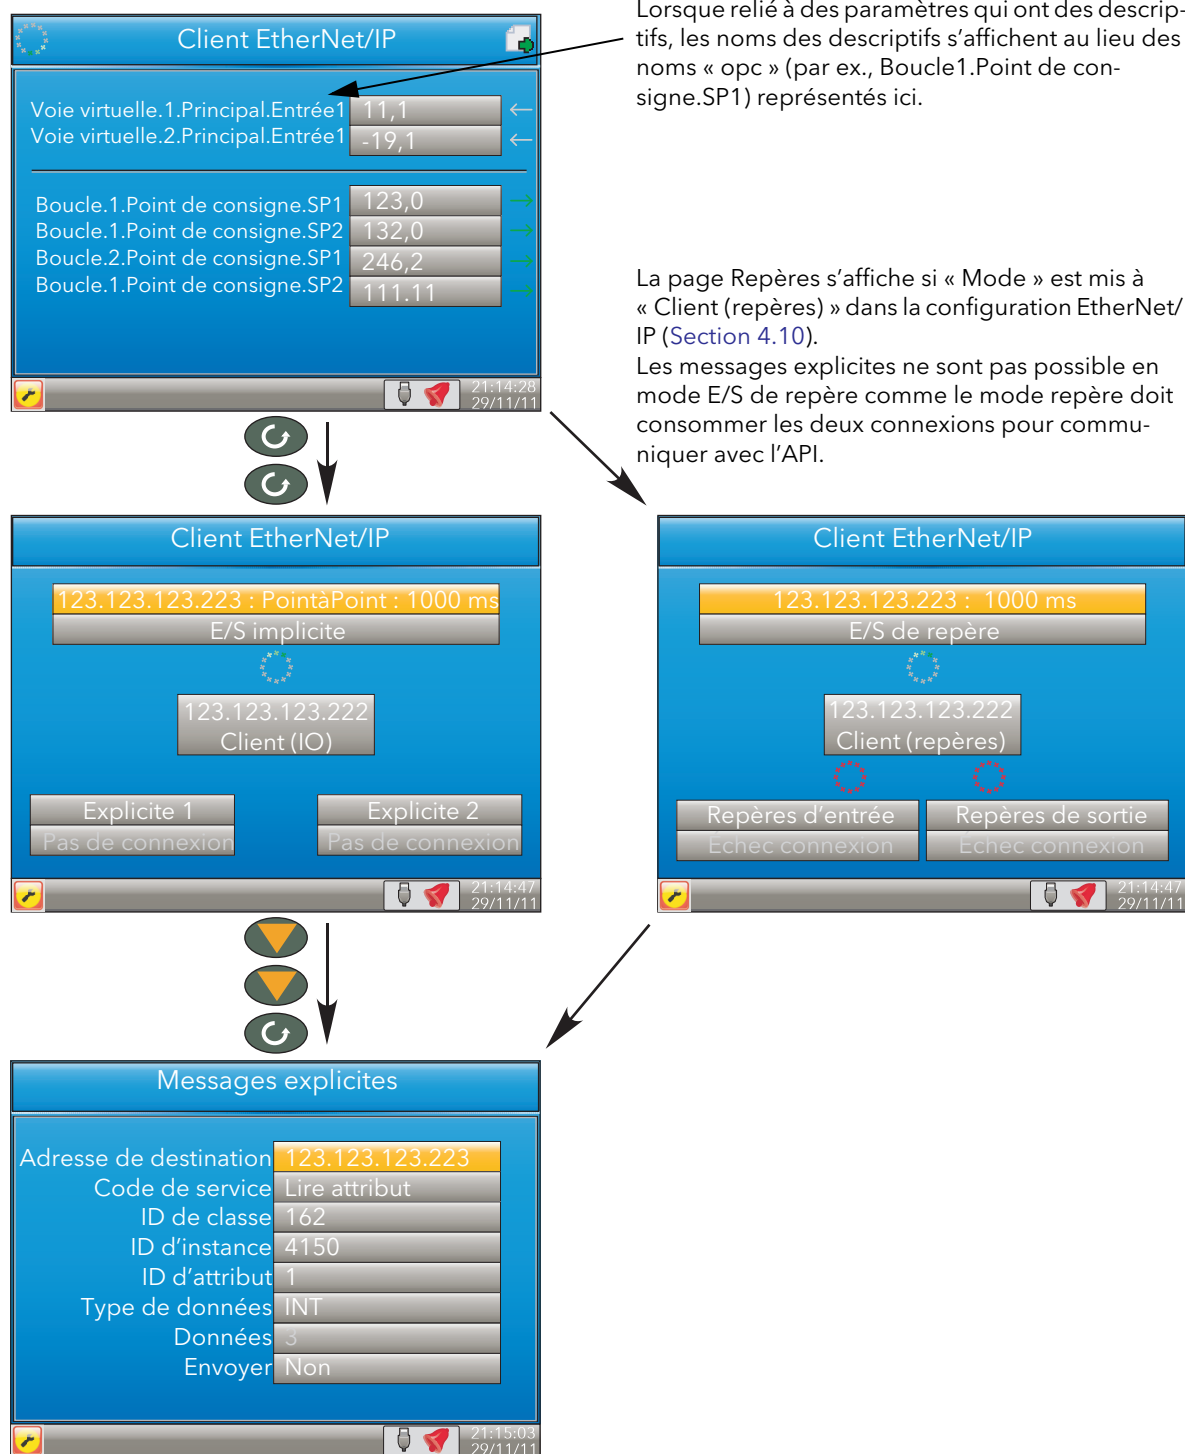 Lorsque relié à des paramètres qui ont des descrip-
tifs, les noms des descriptifs s’affichent au lieu des
noms « opc » (par ex., Boucle1.Point de con-
signe.SP1) représentés ici.
Client EtherNet/IP
Voie virtuelle.1.Principal.Entrée1 11,1 ←
Voie virtuelle.2.Principal.Entrée1 -19,1 ←
Boucle.1.Point de consigne.SP1 123,0 →
Boucle.1.Point de consigne.SP2 132,0 →
Boucle.2.Point de consigne.SP1 246,2 →
Boucle.1.Point de consigne.SP2 111.11 →
21:14:28
29/11/11
La page Repères s’affiche si « Mode » est mis à
« Client (repères) » dans la configuration EtherNet/
IP (Section 4.10).
Les messages explicites ne sont pas possible en
mode E/S de repère comme le mode repère doit
consommer les deux connexions pour commu-
niquer avec l’API.
Client EtherNet/IP
123.123.123.223 : PointàPoint : 1000 ms
E/S implicite
123.123.123.222
Client (IO)
Explicite 1
Pas de connexion
Explicite 2
Pas de connexion
21:14:47
29/11/11
Client EtherNet/IP
123.123.123.223 : 1000 ms
E/S de repère
123.123.123.222
Client (repères)
Repères d’entrée
Échec connexion
Repères de sortie
Échec connexion
21:14:47
29/11/11
Messages explicites
Adresse de destination 123.123.123.223
Code de service Lire attribut
ID de classe 162
ID d’instance 4150
ID d’attribut 1
Type de données INT
Données 3
Envoyer Non
21:15:03
29/11/11